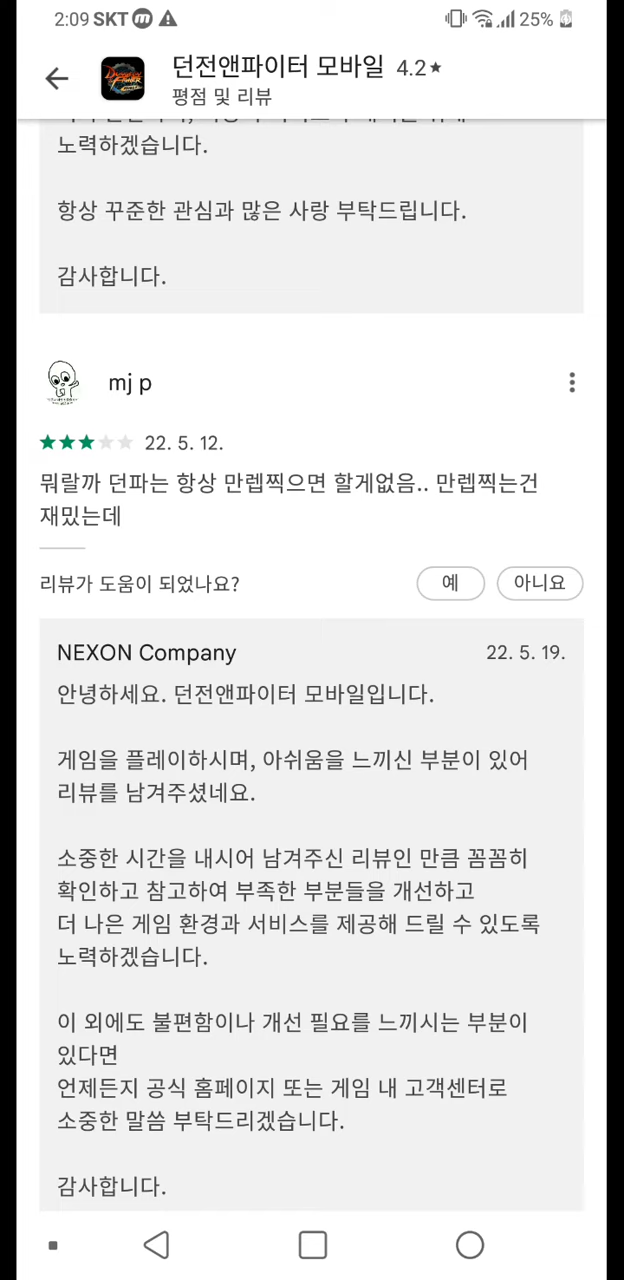 2:09 SKT
25%
던전앤파이터 모바일 4.2★
평점 및 리뷰
노력하겠습니다.
항상 꾸준한 관심과 많은 사랑 부탁드립니다.
감사합니다.
mj p
22. 5. 12.
뭐랄까 던파는 항상 만렙찍으면 할게없음.. 만렙찍는건
재밌는데
리뷰가 도움이 되었나요?
예
아니요
NEXON Company
22. 5. 19.
안녕하세요. 던전앤파이터 모바일입니다.
게임을 플레이하시며, 아쉬움을 느끼신 부분이 있어
리뷰를 남겨주셨네요.
소중한 시간을 내시어 남겨주신 리뷰인 만큼 꼼꼼히
확인하고 참고하여 부족한 부분들을 개선하고
더 나은 게임 환경과 서비스를 제공해 드릴 수 있도록
노력하겠습니다.
이 외에도 불편함이나 개선 필요를 느끼시는 부분이
있다면
언제든지 공식 홈페이지 또는 게임 내 고객센터로
소중한 말씀 부탁드리겠습니다.
감사합니다.